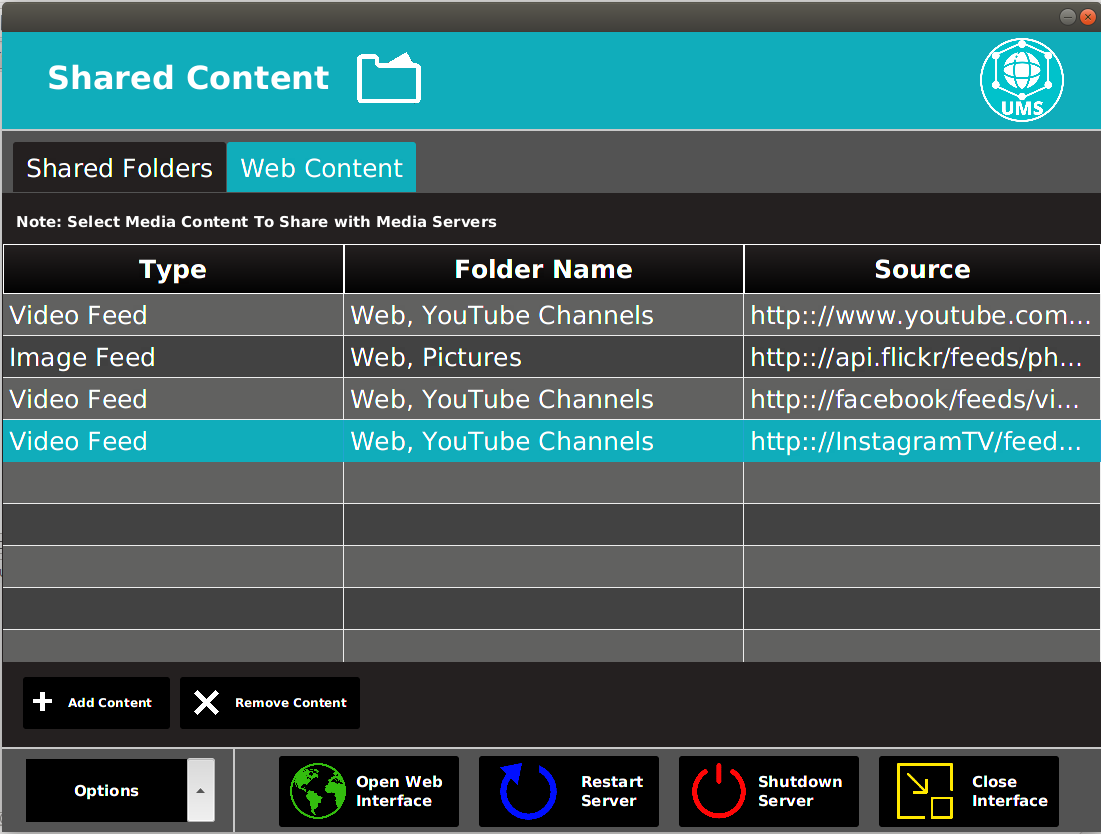 Shared Content
UMS
Shared Folders
Web Content
Note: Select Media Content To Share with Media Servers
Type Folder Name Source
Video Feed Web, YouTube Channels http:://www.youtube.com...
Image Feed Web, Pictures http:://api.flickr/feeds/ph...
Video Feed Web, YouTube Channels http:://facebook/feeds/vi...
Video Feed Web, YouTube Channels http:://InstagramTV/feed...
Add Content
Remove Content
Options
Open Web
Interface
Restart
Server
Shutdown
Server
Close
Interface